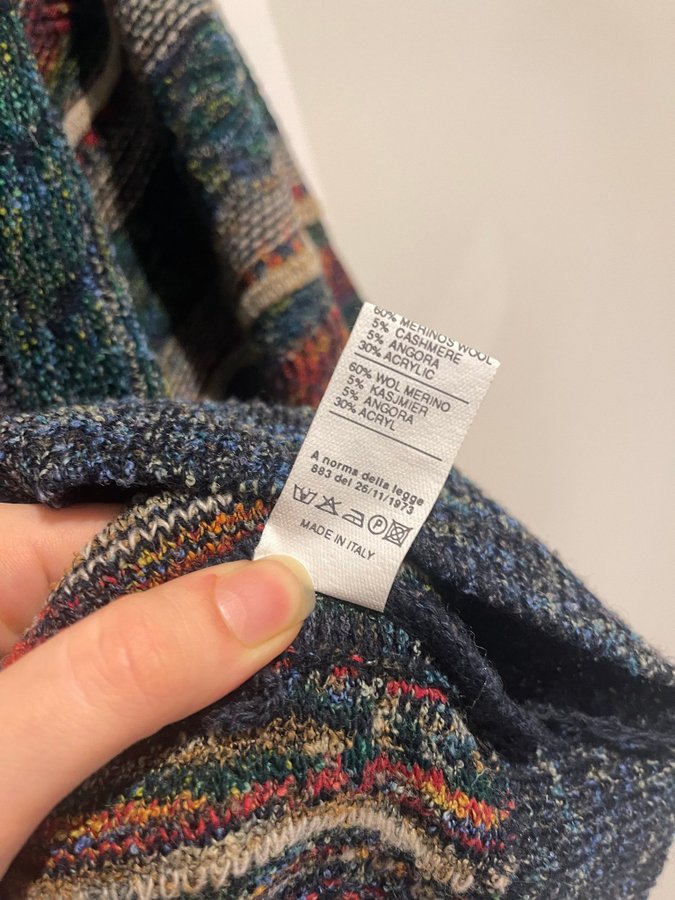 60% MERINOS WOOL
5% CASHMERE
5% ANGORA
30% ACRYLIC
60% WOL MERINO
5% KASJMIER
5% ANGORA
30% ACRYL
A norma della legge
883 del 26/11/1973
P
MADE IN ITALY